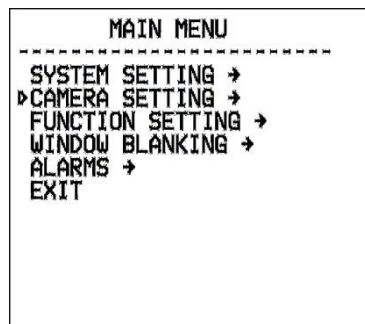 MAIN MENU
SYSTEM SETTING →
CAMERA SETTING →
FUNCTION SETTING →
WINDOW BLANKING →
ALARMS →
EXIT